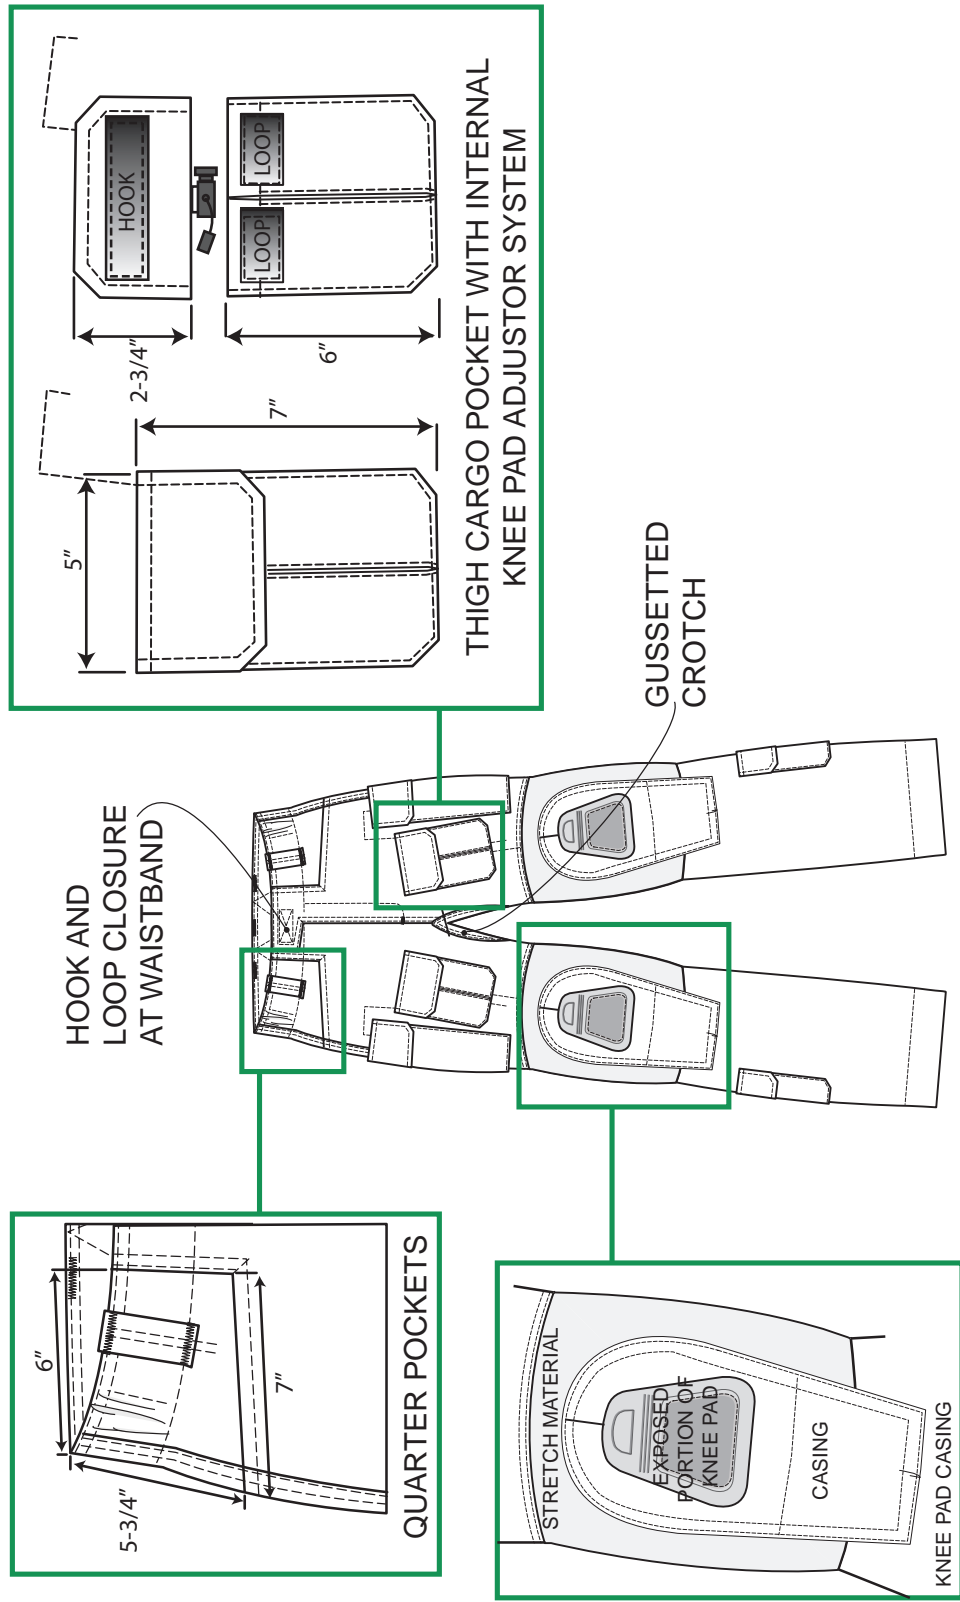 QUARTER POCKETS
6"
5-3/4"
7"
HOOK AND
LOOP CLOSURE
AT WAISTBAND
THIGH CARGO POCKET WITH INTERNAL
KNEE PAD ADJUSTOR SYSTEM
5"
7"
2-3/4"
6"
HOOK
LOOP
LOOP
GUSSETTED
CROTCH
STRETCH MATERIAL
EXPOSED
PORTION OF
KNEE PAD
CASING
KNEE PAD CASING